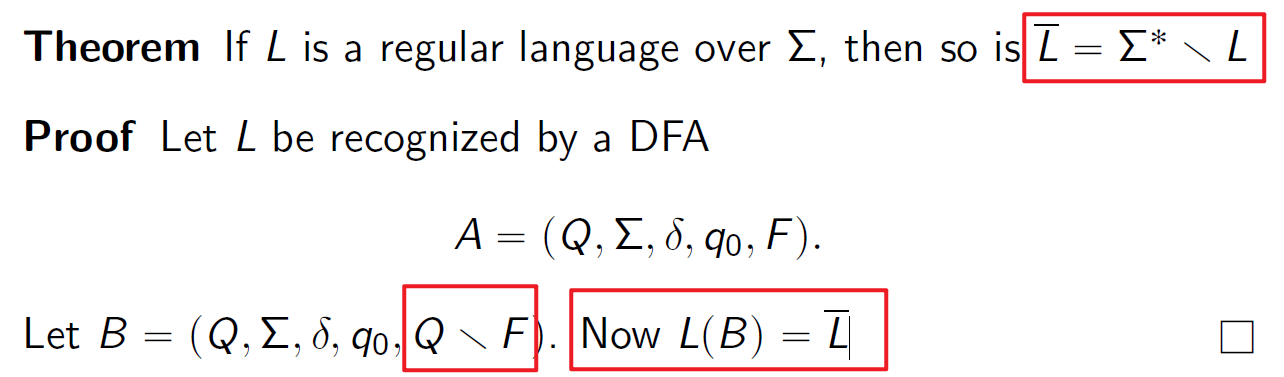 Theorem If L is a regular language over Σ, then so is L̅ = Σ* ∖ L
Proof Let L be recognized by a DFA
A = (Q, Σ, δ, q₀, F).
Let B = (Q, Σ, δ, q₀, Q ∖ F). Now L(B) = L̅ □